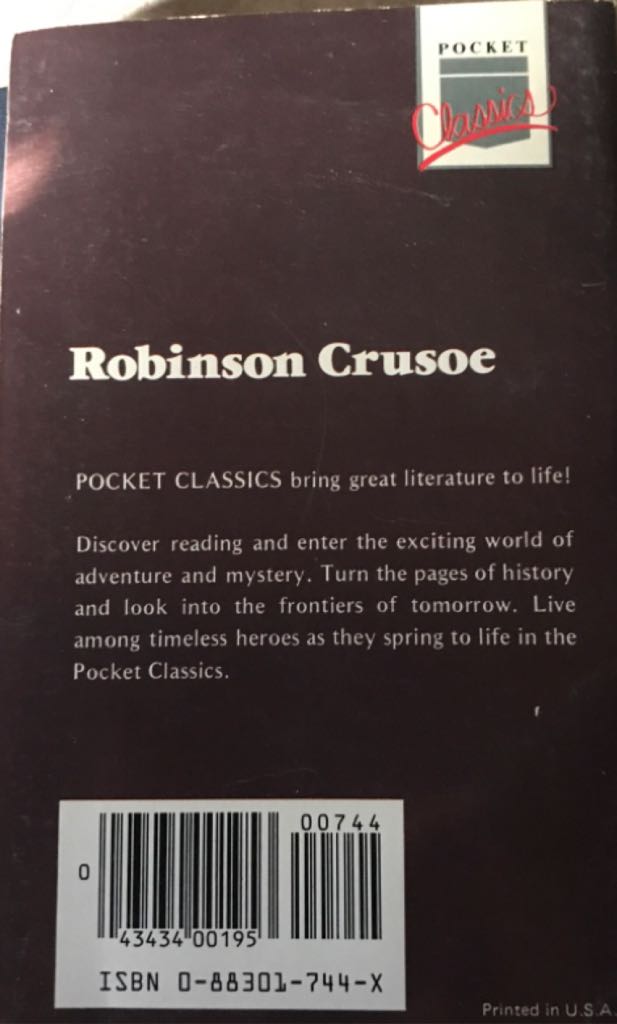 POCKET
Classics
Robinson Crusoe
POCKET CLASSICS bring great literature to life!
Discover reading and enter the exciting world of
adventure and mystery. Turn the pages of history
and look into the frontiers of tomorrow. Live
among timeless heroes as they spring to life in the
Pocket Classics.
00744
0
43434 00195
ISBN 0-88301-744-X
Printed in U.S.A.